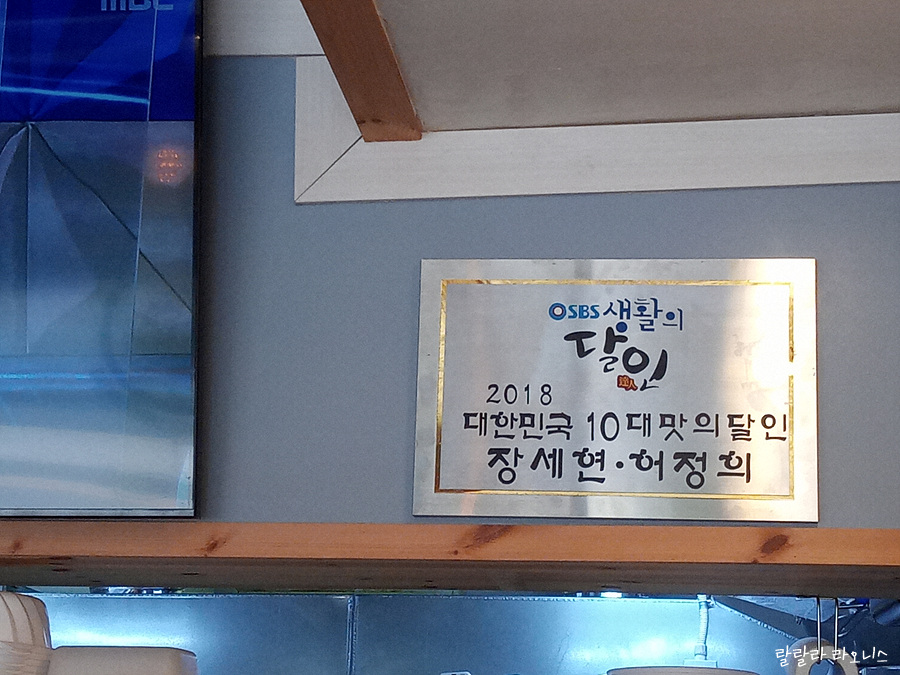 MBC
SBS 생활의
달인
達人
2018
대한민국 10대맛의달인
장세현·허정희
랄랄라 라오니스